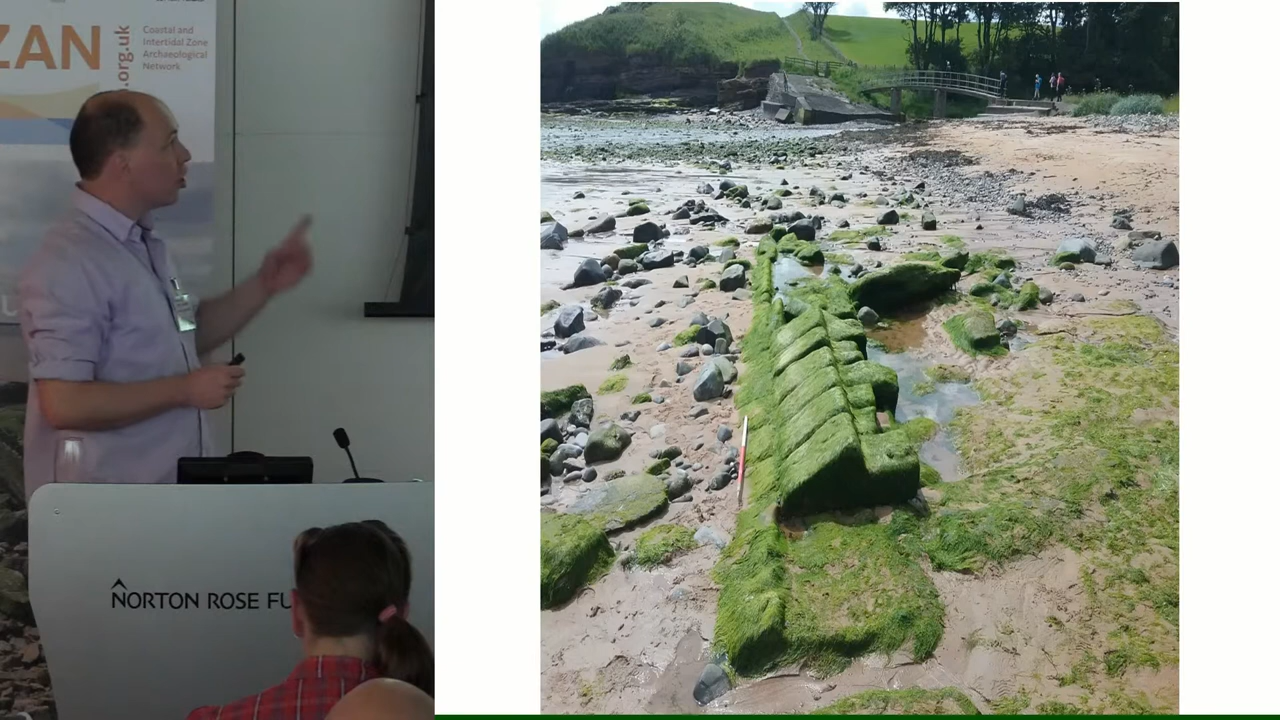 ZAN
.org.uk
Coastal and
Intertidal Zone
Archaeological
Network
NORTON ROSE FU